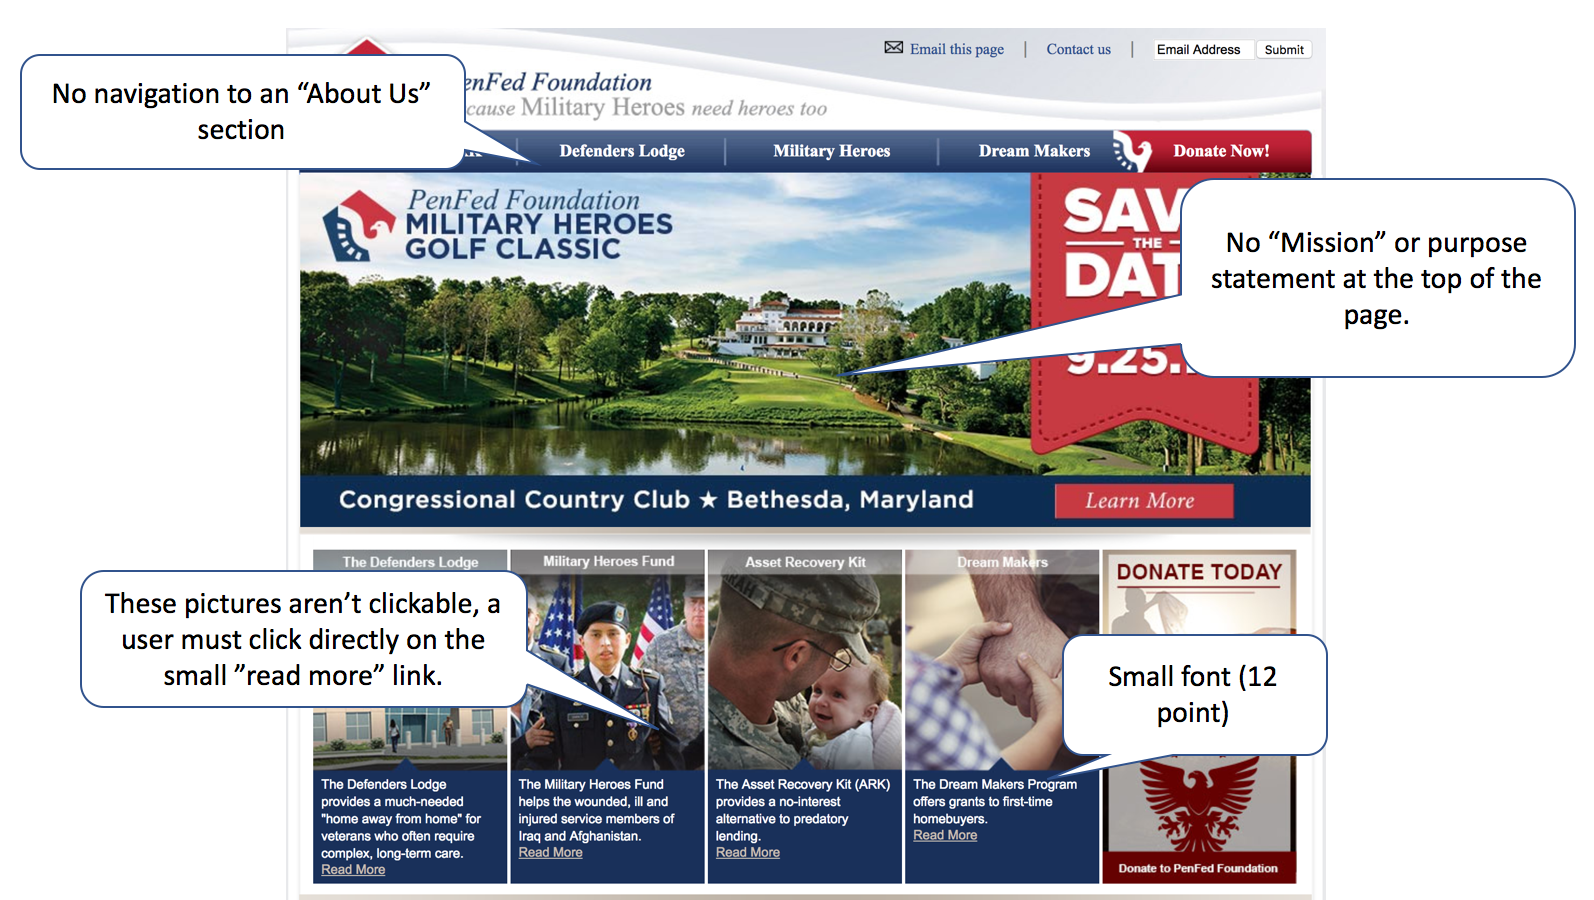 Email this page | Contact us | Email Address Submit
No navigation to an “About Us”
section
enFed Foundation
cause Military Heroes need heroes too
Defenders Lodge
Military Heroes
Dream Makers
Donate Now!
PenFed Foundation
MILITARY HEROES
GOLF CLASSIC
SAV
THE
DAT
9.25.
No “Mission” or purpose
statement at the top of the
page.
Congressional Country Club ★ Bethesda, Maryland
Learn More
The Defenders Lodge
Military Heroes Fund
Asset Recovery Kit
Dream Makers
DONATE TODAY
These pictures aren’t clickable, a
user must click directly on the
small ”read more” link.
Small font (12
point)
The Defenders Lodge
provides a much-needed
"home away from home" for
veterans who often require
complex, long-term care.
Read More
The Military Heroes Fund
helps the wounded, ill and
injured service members of
Iraq and Afghanistan.
Read More
The Asset Recovery Kit (ARK)
provides a no-interest
alternative to predatory
lending.
Read More
The Dream Makers Program
offers grants to first-time
homebuyers.
Read More
Donate to PenFed Foundation